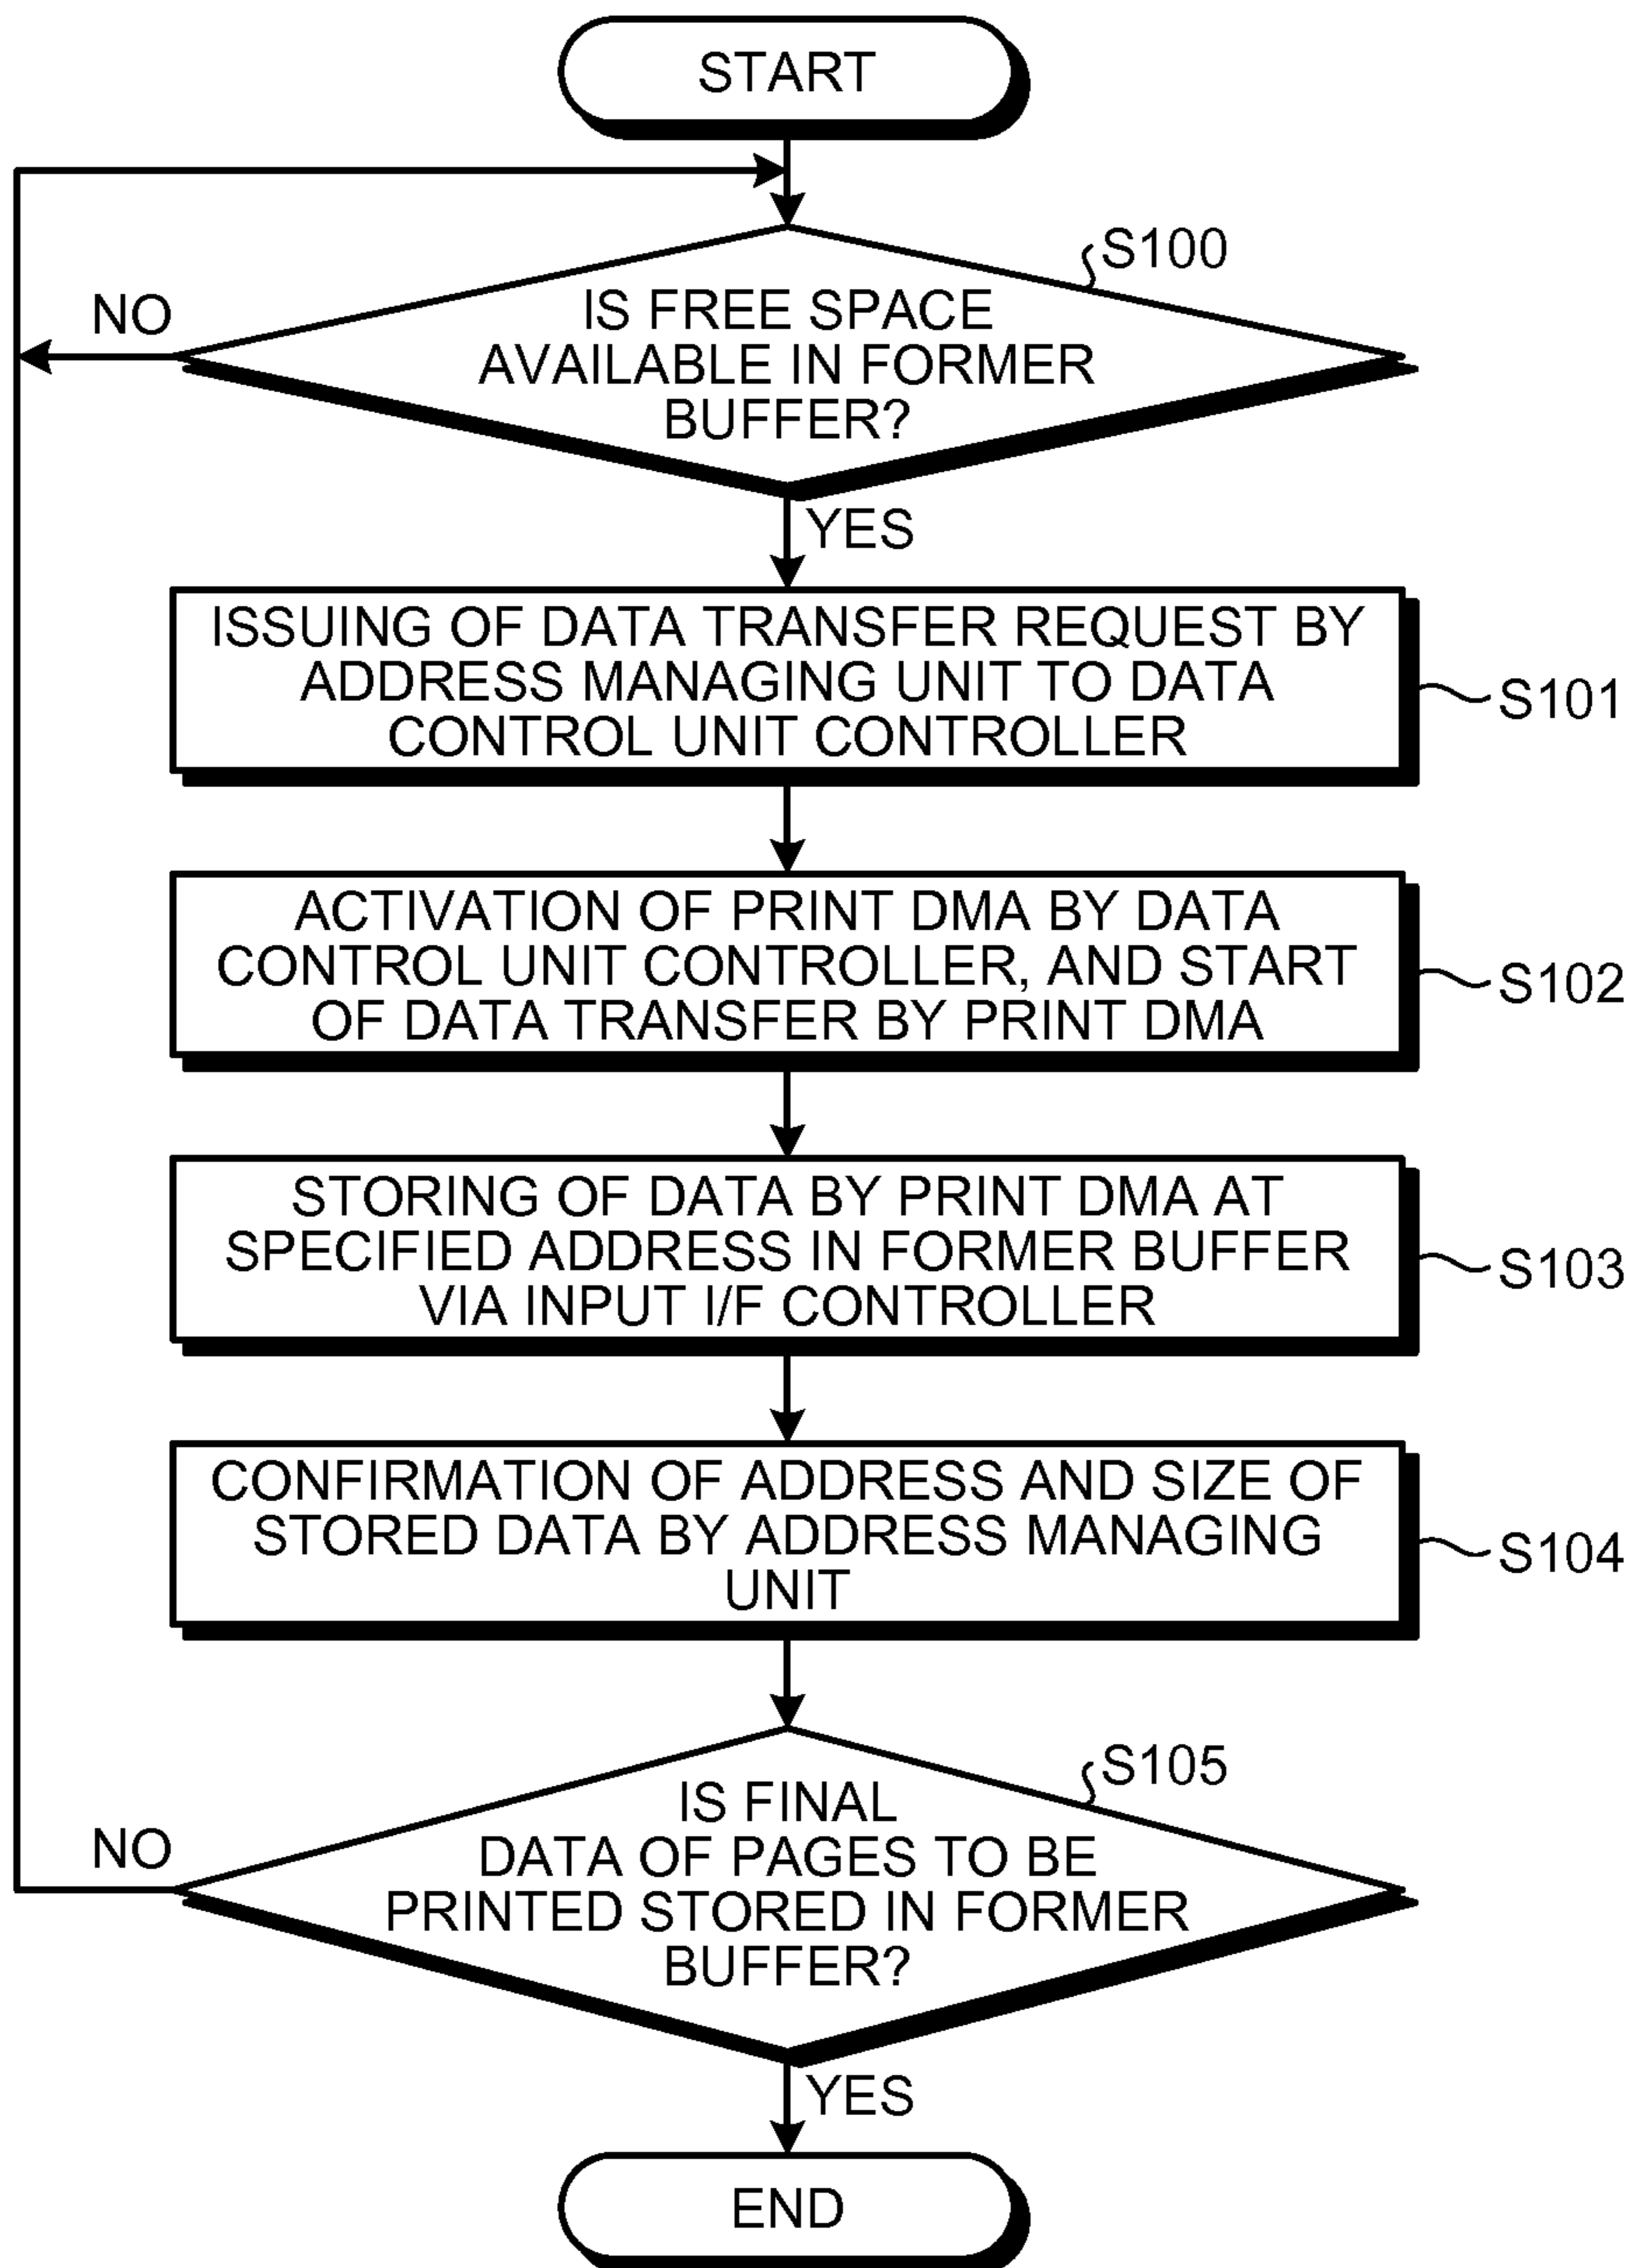 START
S100
NO
IS FREE SPACE
AVAILABLE IN FORMER
BUFFER?
YES
ISSUING OF DATA TRANSFER REQUEST BY
ADDRESS MANAGING UNIT TO DATA
CONTROL UNIT CONTROLLER
S101
ACTIVATION OF PRINT DMA BY DATA
CONTROL UNIT CONTROLLER, AND START
OF DATA TRANSFER BY PRINT DMA
S102
STORING OF DATA BY PRINT DMA AT
SPECIFIED ADDRESS IN FORMER BUFFER
VIA INPUT I/F CONTROLLER
S103
CONFIRMATION OF ADDRESS AND SIZE OF
STORED DATA BY ADDRESS MANAGING
UNIT
S104
S105
NO
IS FINAL
DATA OF PAGES TO BE
PRINTED STORED IN FORMER
BUFFER?
YES
END